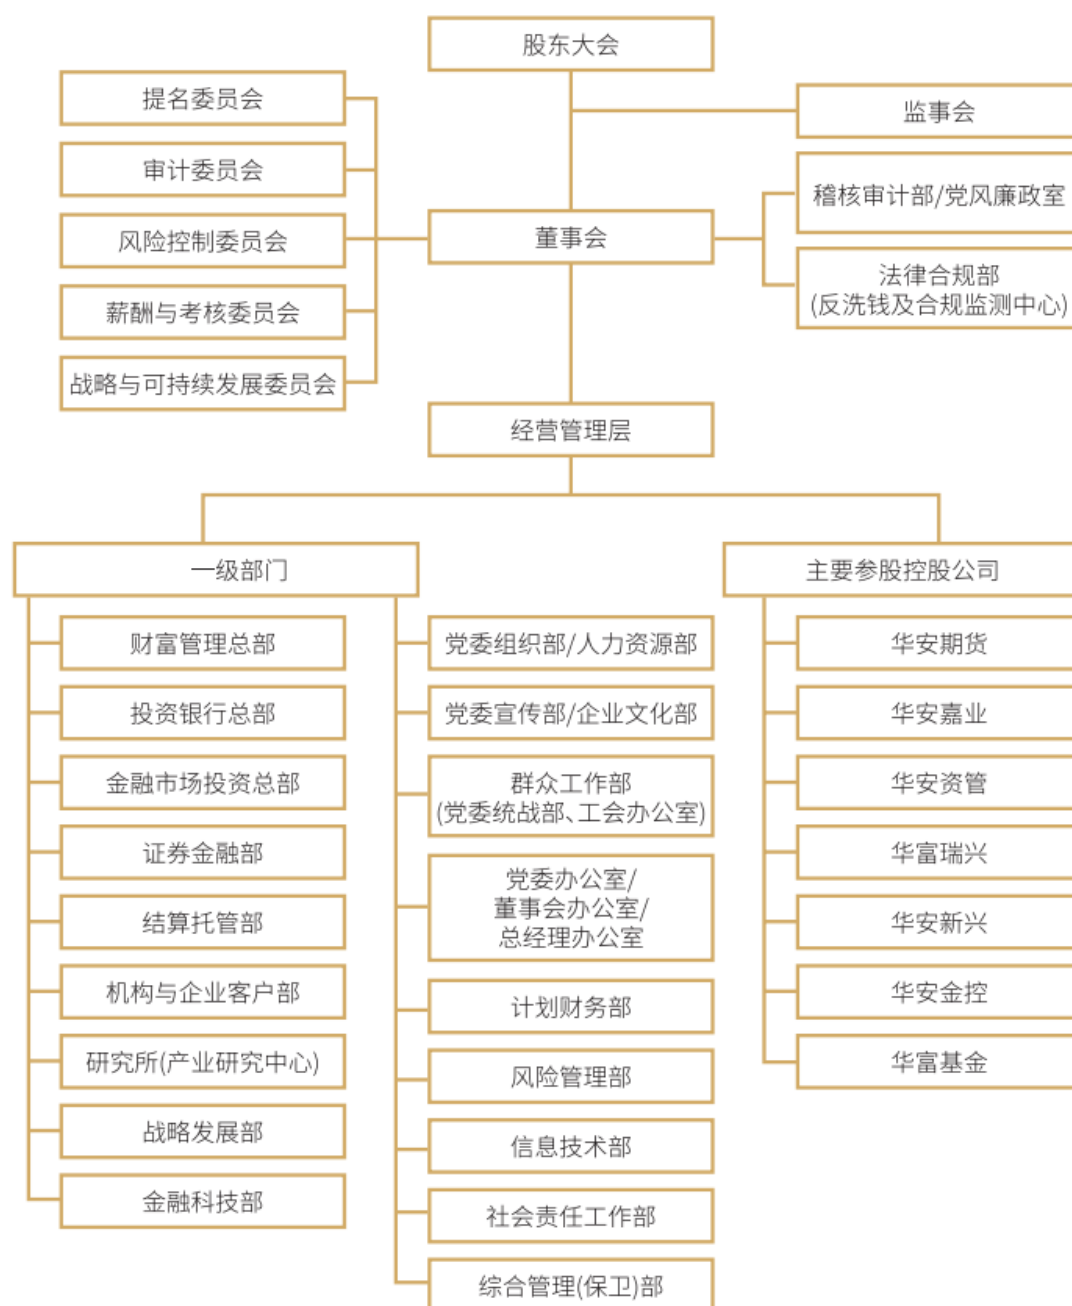 股东大会
监事会
提名委员会
审计委员会
风险控制委员会
薪酬与考核委员会
战略与可持续发展委员会
董事会
稽核审计部/党风廉政室
法律合规部
(反洗钱及合规监测中心)
经营管理层
一级部门
财富管理总部
投资银行总部
金融市场投资总部
证券金融部
结算托管部
机构与企业客户部
研究所(产业研究中心)
战略发展部
金融科技部
党委组织部/人力资源部
党委宣传部/企业文化部
群众工作部
(党委统战部、工会办公室)
党委办公室/
董事会办公室/
总经理办公室
计划财务部
风险管理部
信息技术部
社会责任工作部
综合管理(保卫)部
主要参股控股公司
华安期货
华安嘉业
华安资管
华富瑞兴
华安新兴
华安金控
华富基金